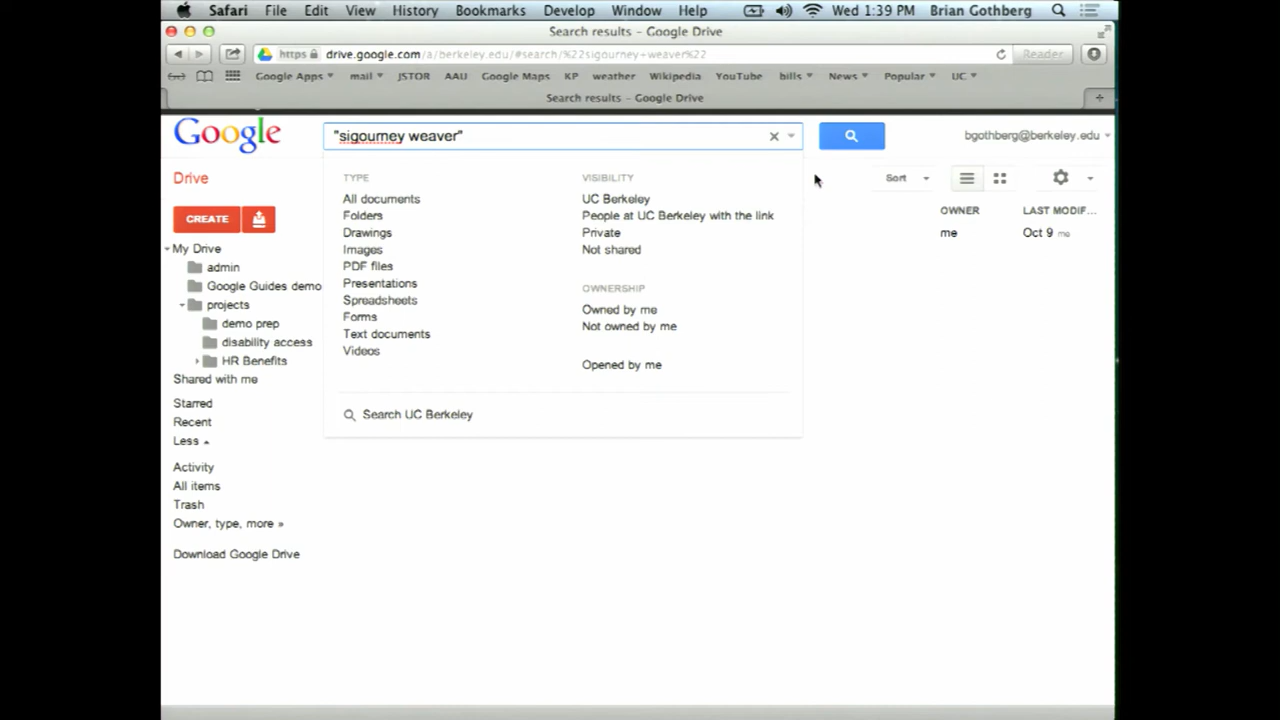 Safari File Edit View History Bookmarks Develop Window Help Wed 1:39 PM Brian Gothberg
Search results – Google Drive
https drive.google.com/a/berkeley.edu/#search/%22sigourney+weaver%22 Reader
Google Apps mail JSTOR AAU Google Maps KP weather Wikipedia YouTube bills News Popular UC
Search results – Google Drive +
Google "sigourney weaver" bgothberg@berkeley.edu
Drive Sort
CREATE
My Drive
admin
Google Guides demo
projects
demo prep
disability access
HR Benefits
Shared with me
Starred
Recent
Less
Activity
All items
Trash
Owner, type, more »
Download Google Drive
TYPE
All documents
Folders
Drawings
Images
PDF files
Presentations
Spreadsheets
Forms
Text documents
Videos
VISIBILITY
UC Berkeley
People at UC Berkeley with the link
Private
Not shared
OWNERSHIP
Owned by me
Not owned by me
Opened by me
Search UC Berkeley
OWNER LAST MODIF...
me Oct 9 me